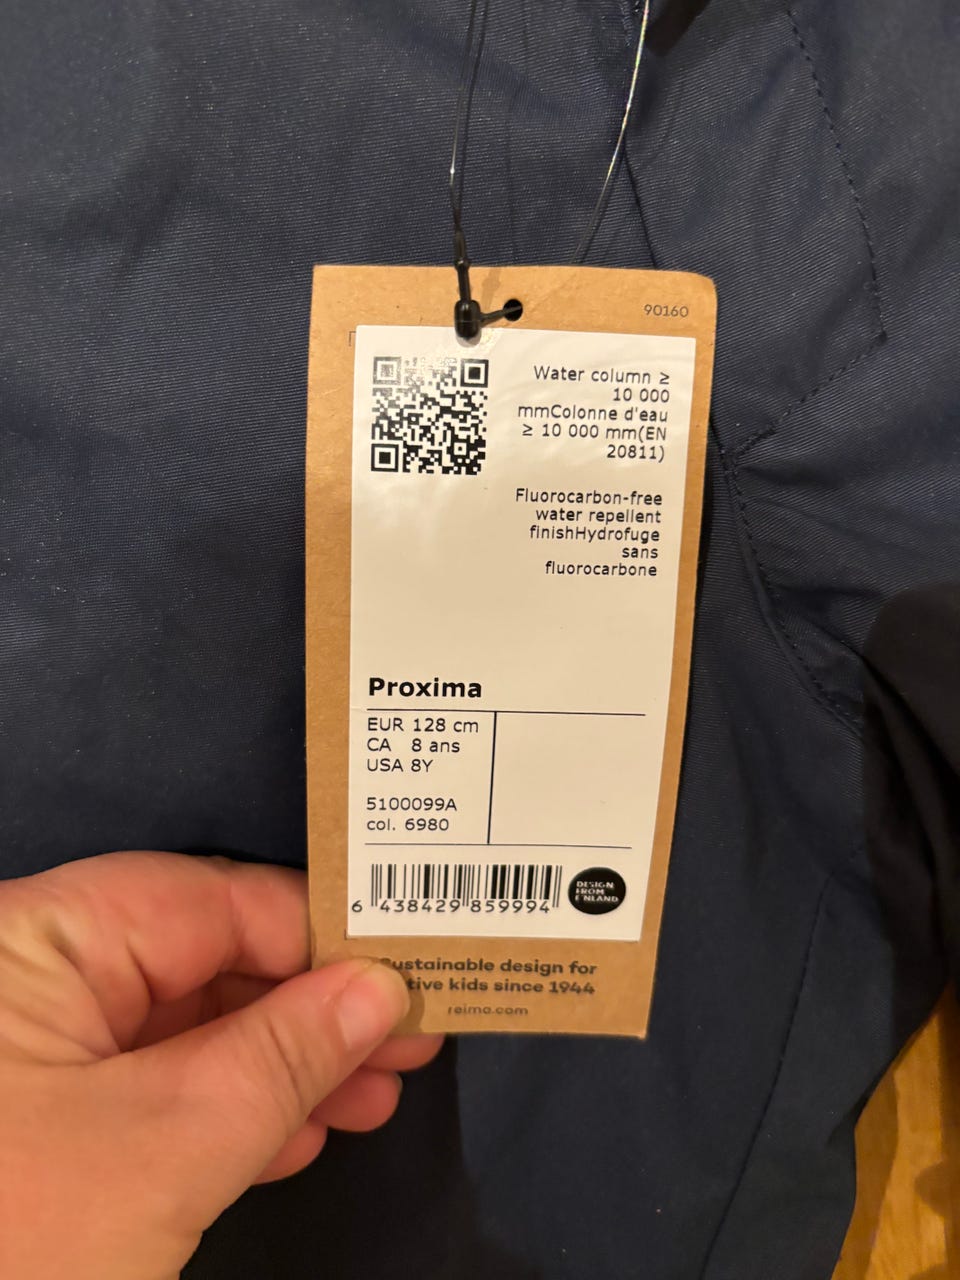 90160
Water column ≥
10 000
mmColonne d'eau
≥ 10 000 mm(EN
20811)
Fluorocarbon-free
water repellent
finishHydrofuge
sans
fluorocarbone
Proxima
EUR 128 cm
CA 8 ans
USA 8Y
5100099A
col. 6980
6 438429 859994
DESIGN
FROM
FINLAND
Sustainable design for
kids since 1944
reima.com